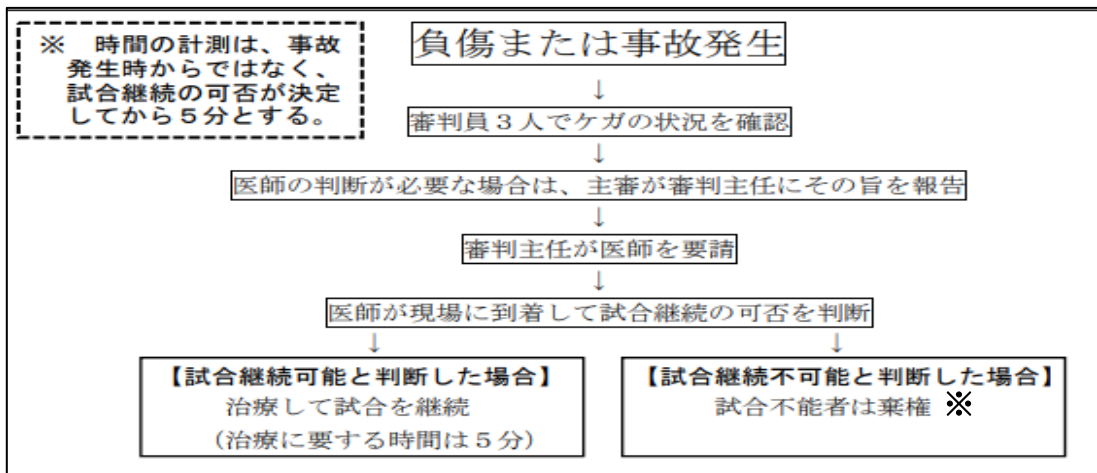 ※　時間の計測は、事故
発生時からではなく、
試合継続の可否が決定
してから５分とする。
負傷または事故発生
↓
審判員３人でケガの状況を確認
↓
医師の判断が必要な場合は、主審が審判主任にその旨を報告
↓
審判主任が医師を要請
↓
医師が現場に到着して試合継続の可否を判断
↓
↓
【試合継続可能と判断した場合】
治療して試合を継続
（治療に要する時間は５分）
【試合継続不可能と判断した場合】
試合不能者は棄権 ※